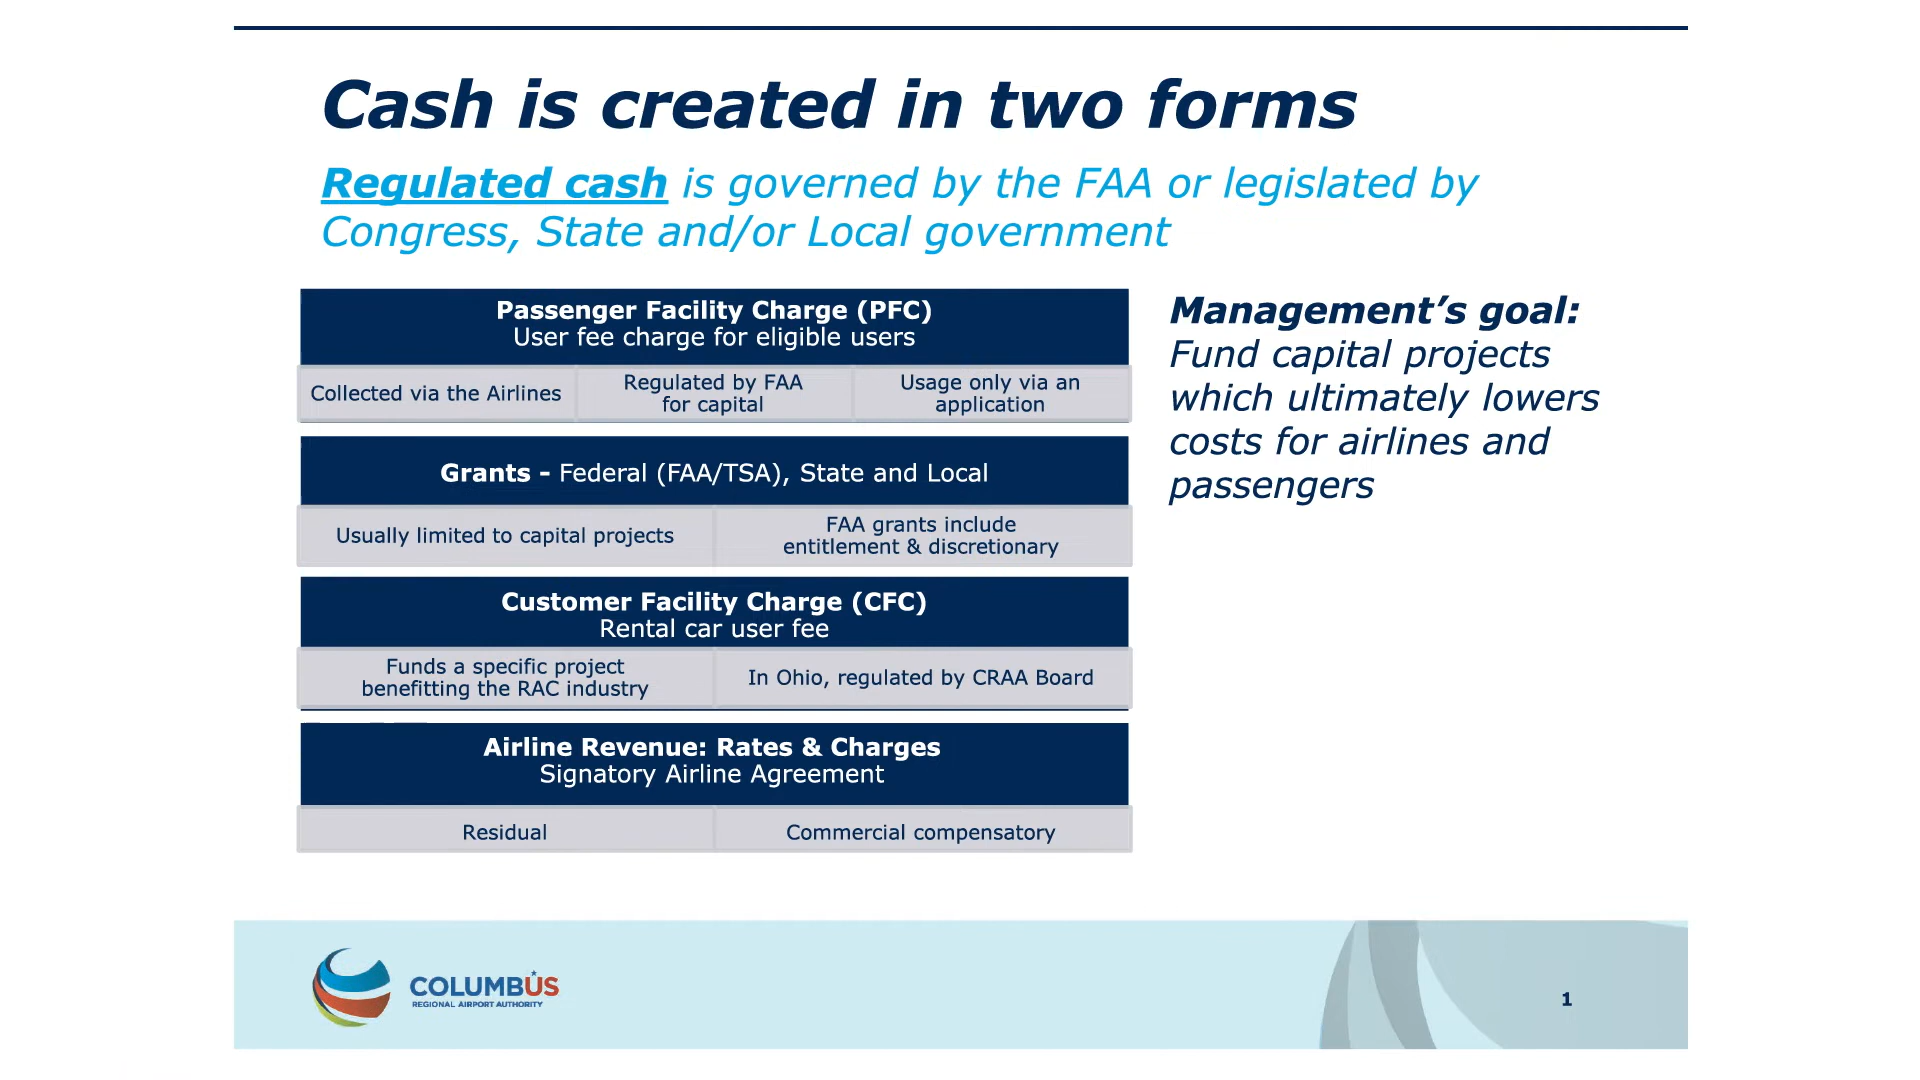 Cash is created in two forms
Regulated cash is governed by the FAA or legislated by
Congress, State and/or Local government
Passenger Facility Charge (PFC)
User fee charge for eligible users
Collected via the Airlines
Regulated by FAA
for capital
Usage only via an
application
Grants - Federal (FAA/TSA), State and Local
Usually limited to capital projects
FAA grants include
entitlement & discretionary
Customer Facility Charge (CFC)
Rental car user fee
Funds a specific project
benefitting the RAC industry
In Ohio, regulated by CRAA Board
Airline Revenue: Rates & Charges
Signatory Airline Agreement
Residual
Commercial compensatory
Management’s goal:
Fund capital projects
which ultimately lowers
costs for airlines and
passengers
COLUMBUS
REGIONAL AIRPORT AUTHORITY
1